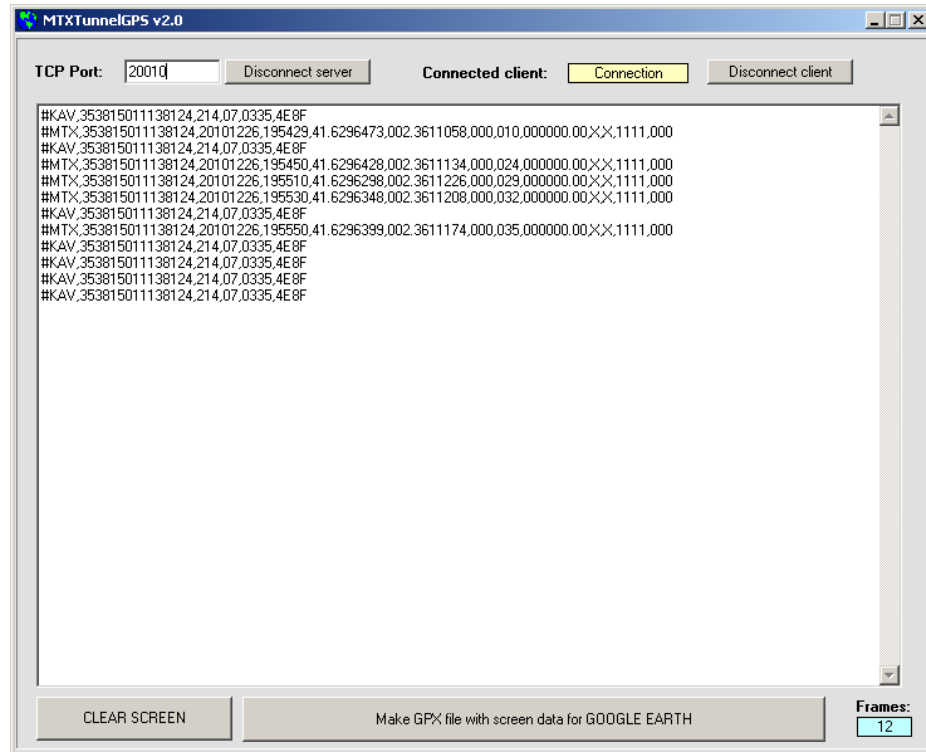 MTXTunnelGPS v2.0
TCP Port: 20010 Disconnect server Connected client: Connection Disconnect client
#KAV,353815011138124,214,07,0335,4E8F
#MTX,353815011138124,20101226,195429,41.6296473,002.3611058,000,010,000000.00,X,X,1111,000
#KAV,353815011138124,214,07,0335,4E8F
#MTX,353815011138124,20101226,195450,41.6296428,002.3611134,000,024,000000.00,X,X,1111,000
#MTX,353815011138124,20101226,195510,41.6296298,002.3611226,000,029,000000.00,X,X,1111,000
#MTX,353815011138124,20101226,195530,41.6296348,002.3611208,000,032,000000.00,X,X,1111,000
#KAV,353815011138124,214,07,0335,4E8F
#MTX,353815011138124,20101226,195550,41.6296399,002.3611174,000,035,000000.00,X,X,1111,000
#KAV,353815011138124,214,07,0335,4E8F
#KAV,353815011138124,214,07,0335,4E8F
#KAV,353815011138124,214,07,0335,4E8F
#KAV,353815011138124,214,07,0335,4E8F
CLEAR SCREEN Make GPX file with screen data for GOOGLE EARTH Frames:
12